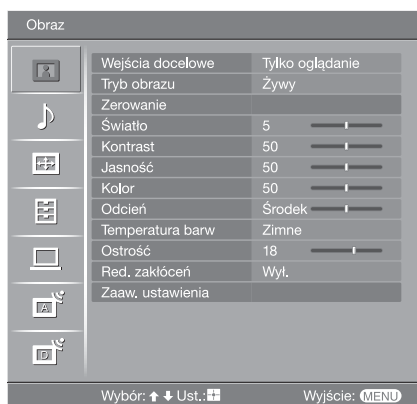 Obraz
Wejścia docelowe Tylko oglądanie
Tryb obrazu Żywy
Zerowanie
Światło 5
Kontrast 50
Jasność 50
Kolor 50
Odcień Środek
Temperatura barw Zimne
Ostrość 18
Red. zakłóceń Wył.
Zaaw. ustawienia
A
D
Wybór: Ust.: Wyjście: MENU